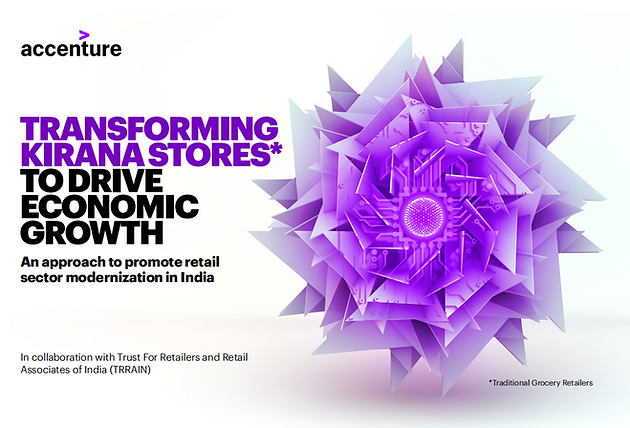 accenture
TRANSFORMING
KIRANA STORES*
TO DRIVE
ECONOMIC
GROWTH
An approach to promote retail
sector modernization in India
In collaboration with Trust For Retailers and Retail
Associates of India (TRRAIN)
*Traditional Grocery Retailers